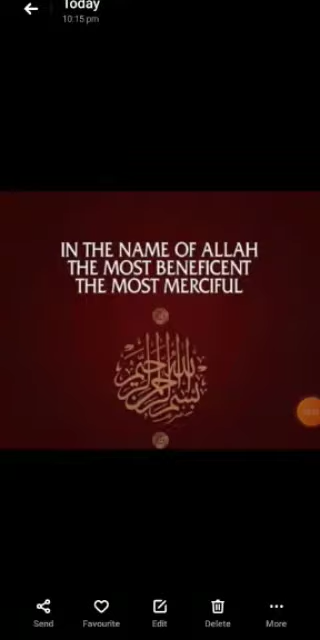 Today
10:15 pm
IN THE NAME OF ALLAH
THE MOST BENEFICENT
THE MOST MERCIFUL
بسم الله الرحمن الرحيم
Send
Favourite
Edit
Delete
More